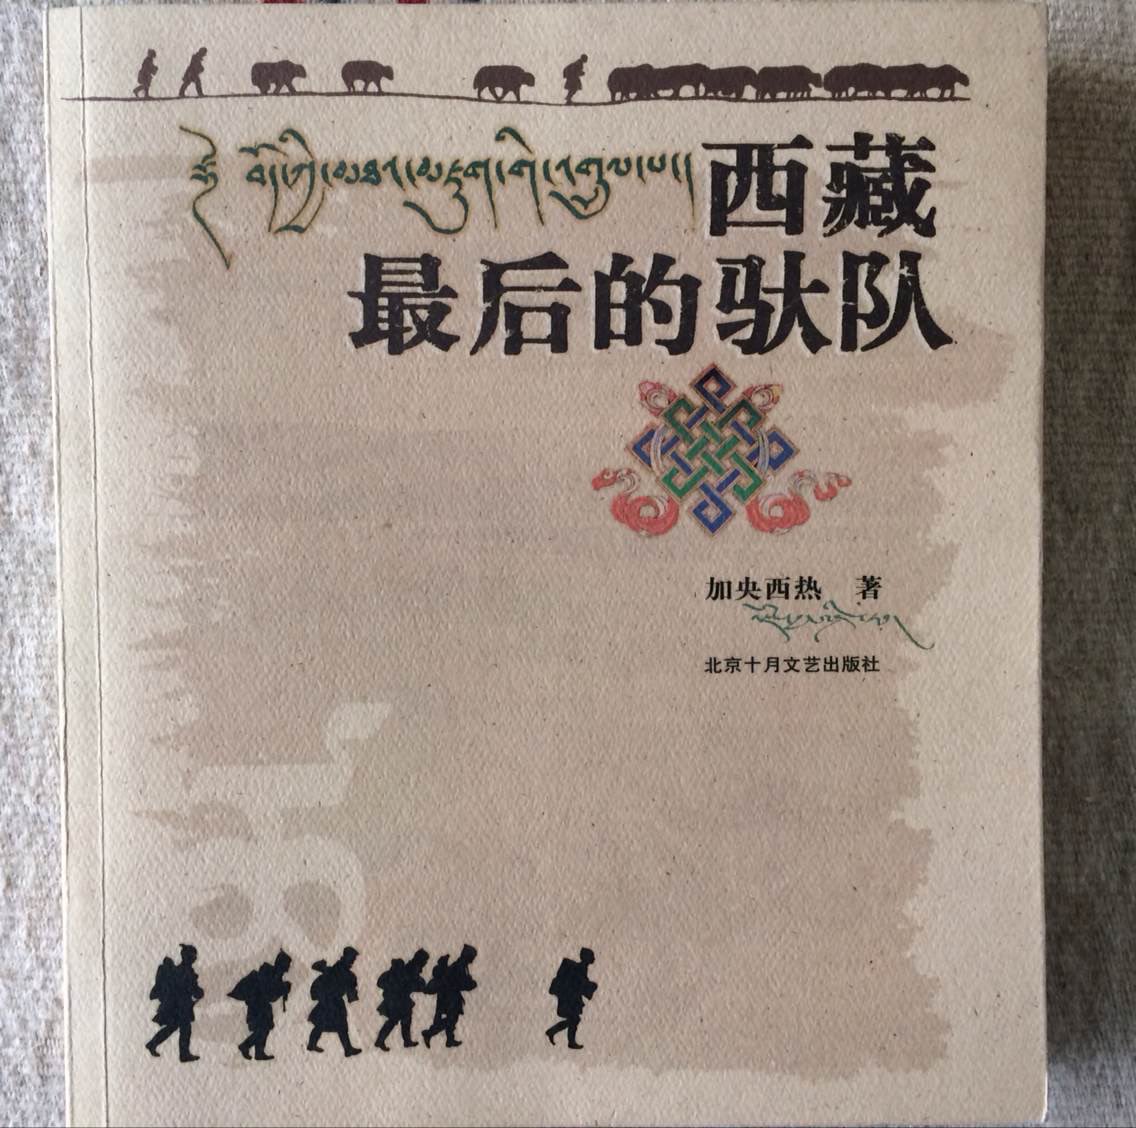 བོད་ཀྱི་
西藏
最后的驮队
加央西热 著
北京十月文艺出版社